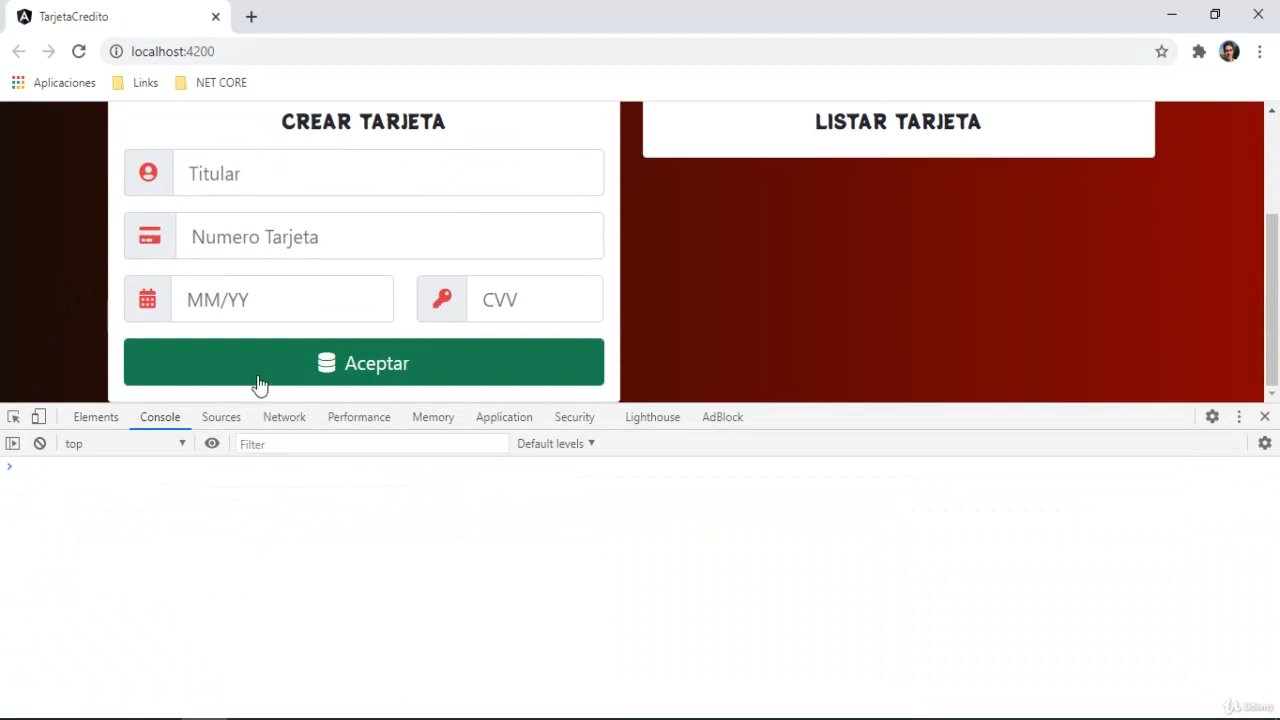 TarjetaCredito
localhost:4200
Aplicaciones Links NET CORE
CREAR TARJETA
Titular
Numero Tarjeta
MM/YY CVV
Aceptar
LISTAR TARJETA
Elements Console Sources Network Performance Memory Application Security Lighthouse AdBlock
top Filter Default levels
Udemy